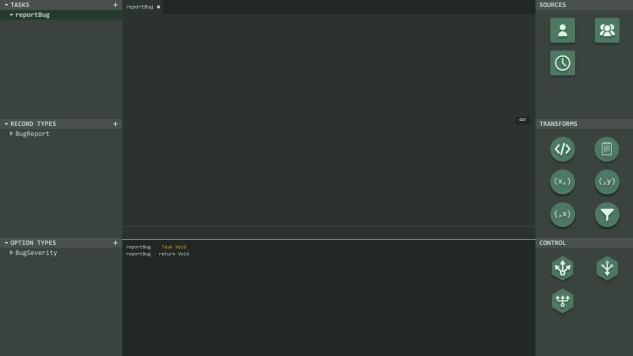 TASKS +
reportBug
RECORD TYPES +
BugReport
OPTION TYPES +
BugSeverity
reportBug ✖
OUT
reportBug : Task Void
reportBug = return Void
SOURCES
TRANSFORMS
</>
(x,)
(,y)
(,x)
CONTROL